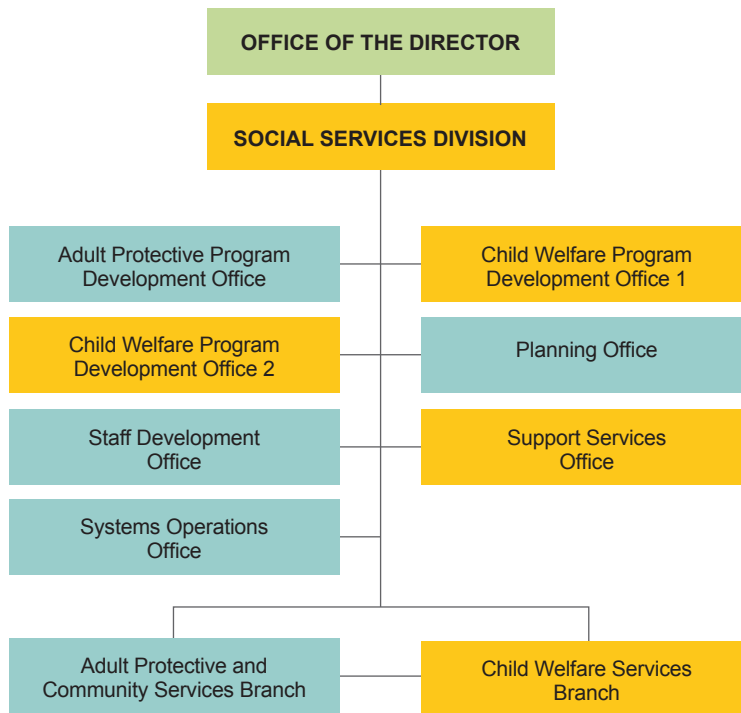 OFFICE OF THE DIRECTOR
SOCIAL SERVICES DIVISION
Adult Protective Program
Development Office
Child Welfare Program
Development Office 1
Child Welfare Program
Development Office 2
Planning Office
Staff Development
Office
Support Services
Office
Systems Operations
Office
Adult Protective and
Community Services Branch
Child Welfare Services
Branch